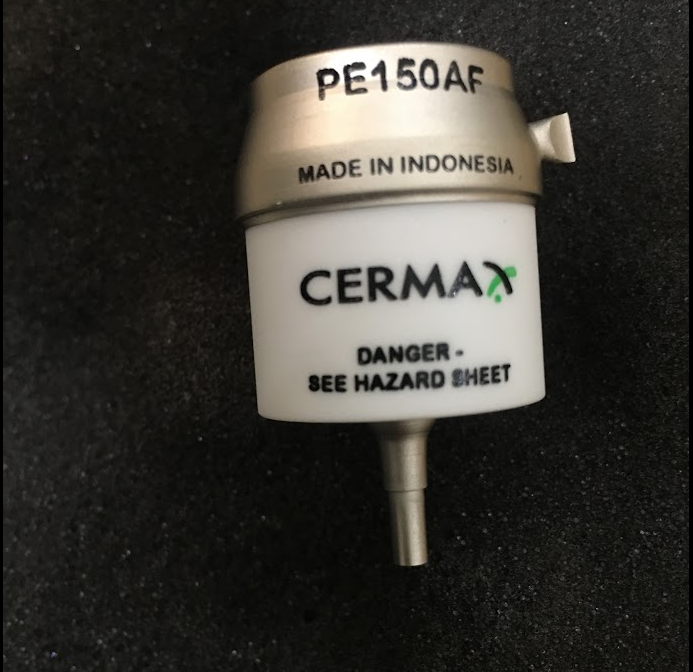 PE150AF
MADE IN INDONESIA
CERMAX
DANGER -
SEE HAZARD SHEET